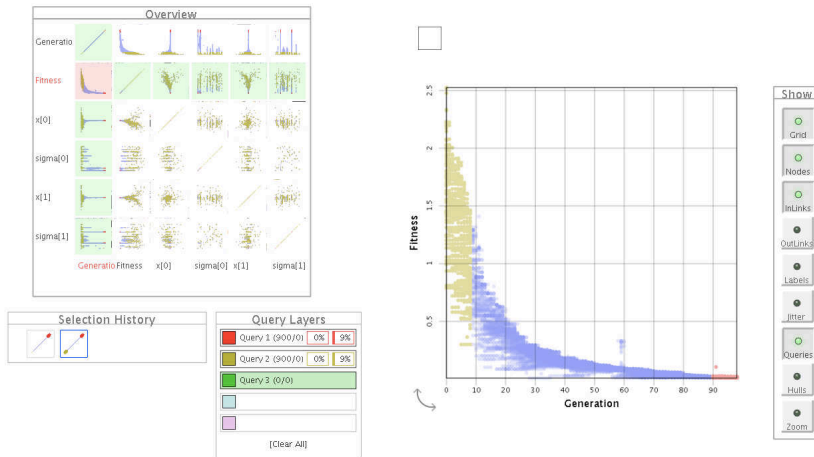 Overview
Generatio
Fitness
x[0]
sigma[0]
x[1]
sigma[1]
Generatio Fitness x[0] sigma[0] x[1] sigma[1]
Selection History
Query Layers
Query 1 (900/0) 0% 9%
Query 2 (900/0) 0% 9%
Query 3 (0/0)
[Clear All]
2.5
2
1.5
1
0.5
Fitness
0 10 20 30 40 50 60 70 80 90
Generation
Show
Grid
Nodes
InLinks
OutLinks
Labels
Jitter
Queries
Hulls
Zoom